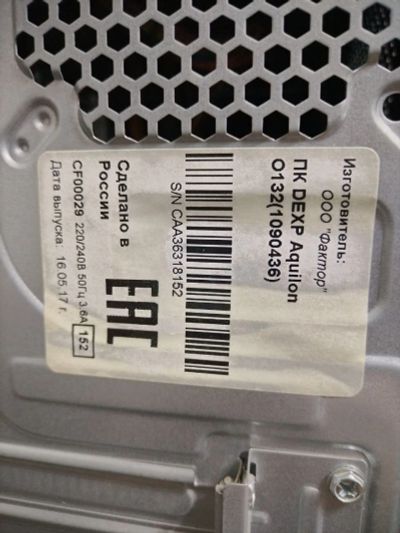 Изготовитель:
ООО "Фактор"
ПК DEXP Aquilon
O132(1090436)
S/N CAA36318152
Сделано в
России
EAC
CF00029 220/240В 50Гц 3,6А 152
Дата выпуска: 16.05.17 г.